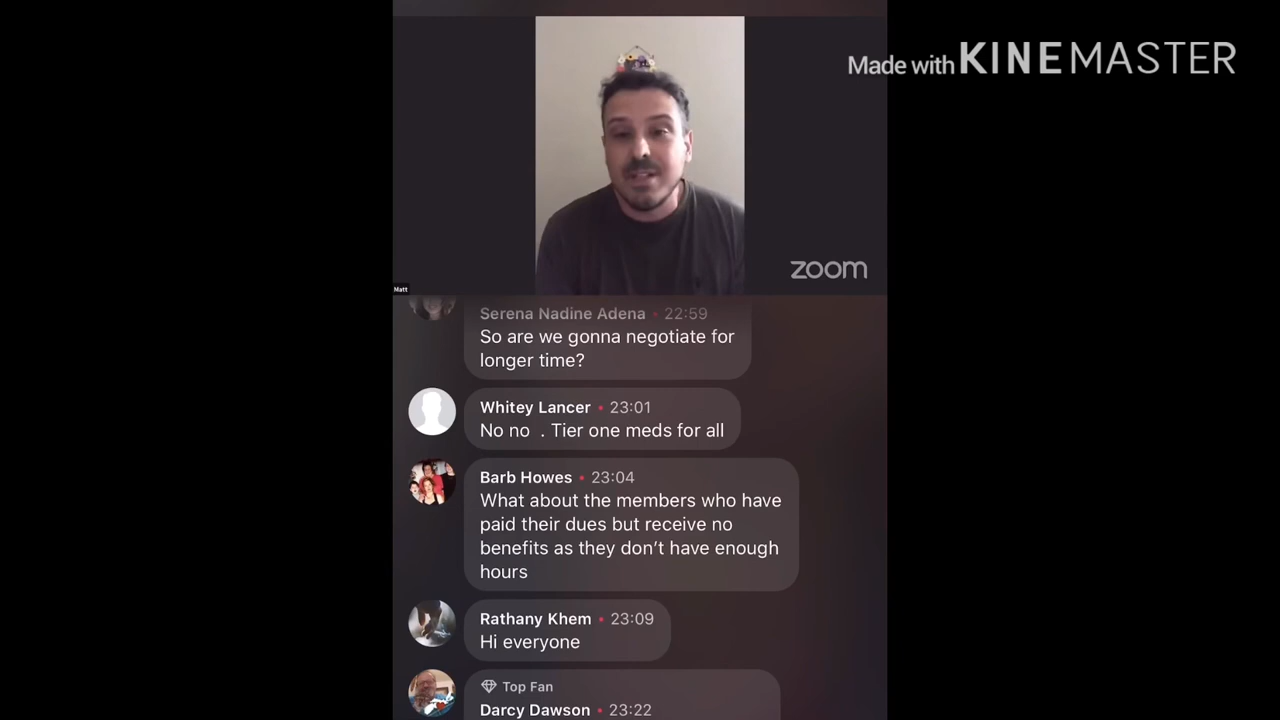 Made with KINEMASTER
zoom
Matt
Serena Nadine Adena • 22:59
So are we gonna negotiate for
longer time?
Whitey Lancer • 23:01
No no . Tier one meds for all
Barb Howes • 23:04
What about the members who have
paid their dues but receive no
benefits as they don’t have enough
hours
Rathany Khem • 23:09
Hi everyone
Top Fan
Darcy Dawson • 23:22